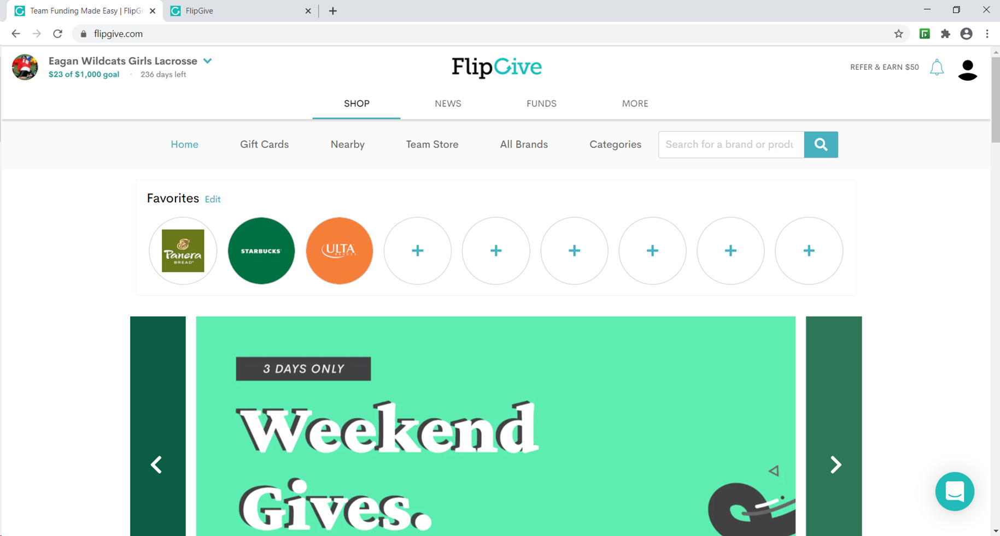 Team Funding Made Easy | FlipGi
FlipGive
flipgive.com
Eagan Wildcats Girls Lacrosse
$23 of $1,000 goal · 236 days left
FlipGive
REFER & EARN $50
SHOP NEWS FUNDS MORE
Home Gift Cards Nearby Team Store All Brands Categories Search for a brand or produ
Favorites Edit
Panera
BREAD®
STARBUCKS®
ULTA
BEAUTY
3 DAYS ONLY
Weekend
Gives.